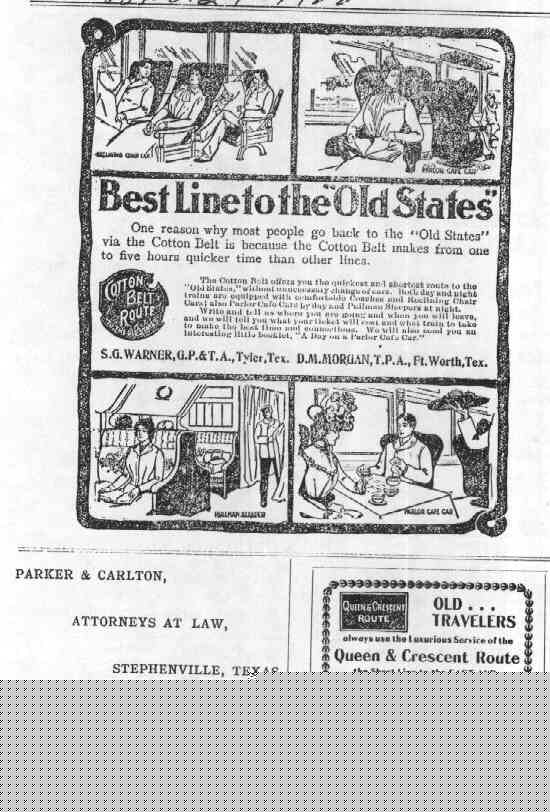 RECLINING CHAIR CAR
PARLOR CAFE CAR
Best Line to the "Old States"
One reason why most people go back to the "Old States"
via the Cotton Belt is because the Cotton Belt makes from one
to five hours quicker time than other lines.
COTTON
BELT
ROUTE
The Cotton Belt offers you the quickest and shortest route to the
"Old States," without unnecessary change of cars. Both day and night
trains are equipped with comfortable Coaches and Reclining Chair
Cars; also Parlor Cafe Cars by day and Pullman Sleepers at night.
Write and tell us where you are going and when you will leave,
and we will tell you what your ticket will cost and what train to take
to make the best time and connections. We will also send you an
interesting little booklet, "A Day on a Parlor Cafe Car."
S.G. WARNER, G.P.& T.A., Tyler, Tex. D.M. MORGAN, T.P.A., Ft. Worth, Tex.
PULLMAN SLEEPER
PARLOR CAFE CAR
PARKER & CARLTON,
ATTORNEYS AT LAW,
STEPHENVILLE, TEXAS
QUEEN & CRESCENT
ROUTE
OLD...
TRAVELERS
always use the Luxurious Service of the
Queen & Crescent Route